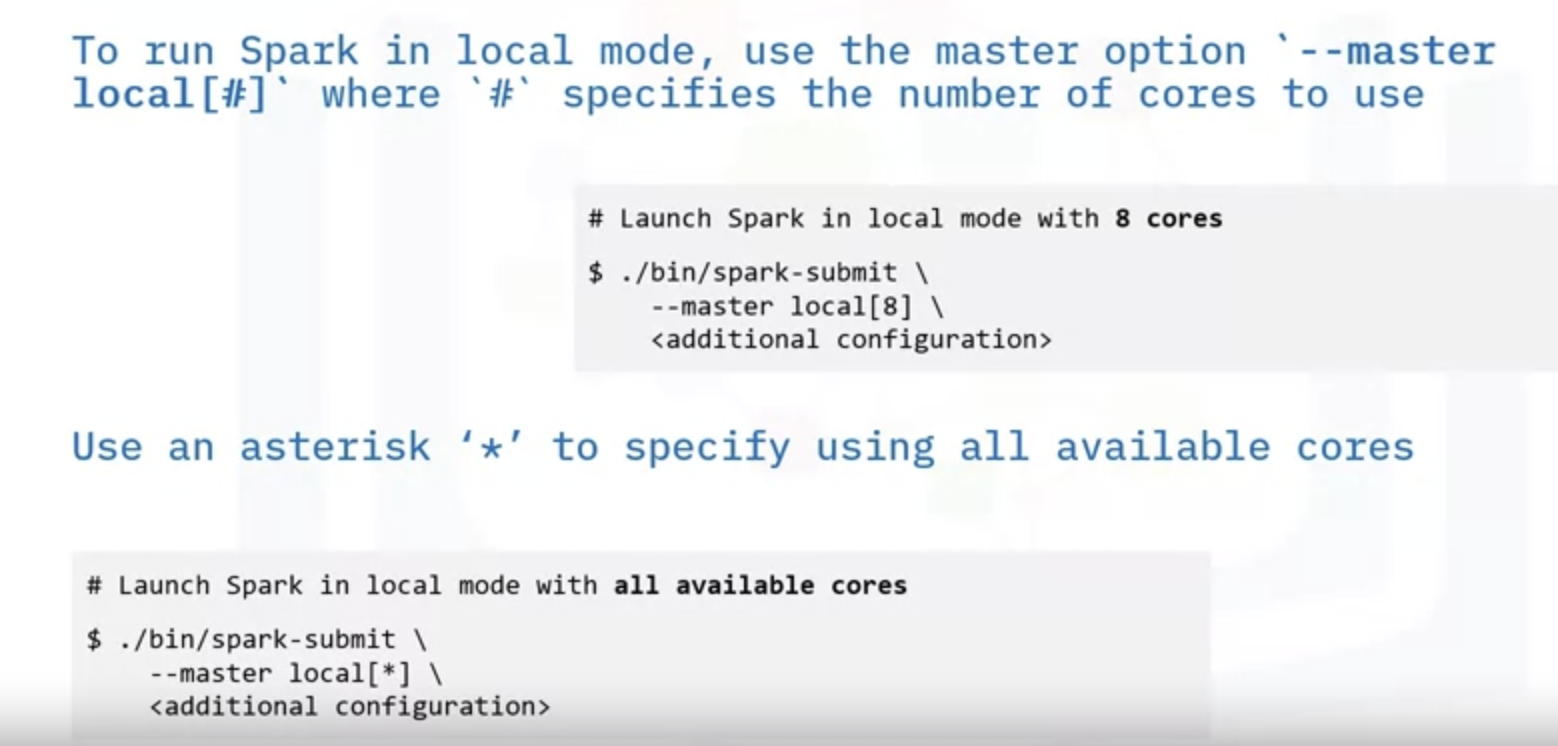 To run Spark in local mode, use the master option `--master
local[#]` where `#` specifies the number of cores to use
# Launch Spark in local mode with 8 cores
$ ./bin/spark-submit \
--master local[8] \
<additional configuration>
Use an asterisk ‘*’ to specify using all available cores
# Launch Spark in local mode with all available cores
$ ./bin/spark-submit \
--master local[*] \
<additional configuration>